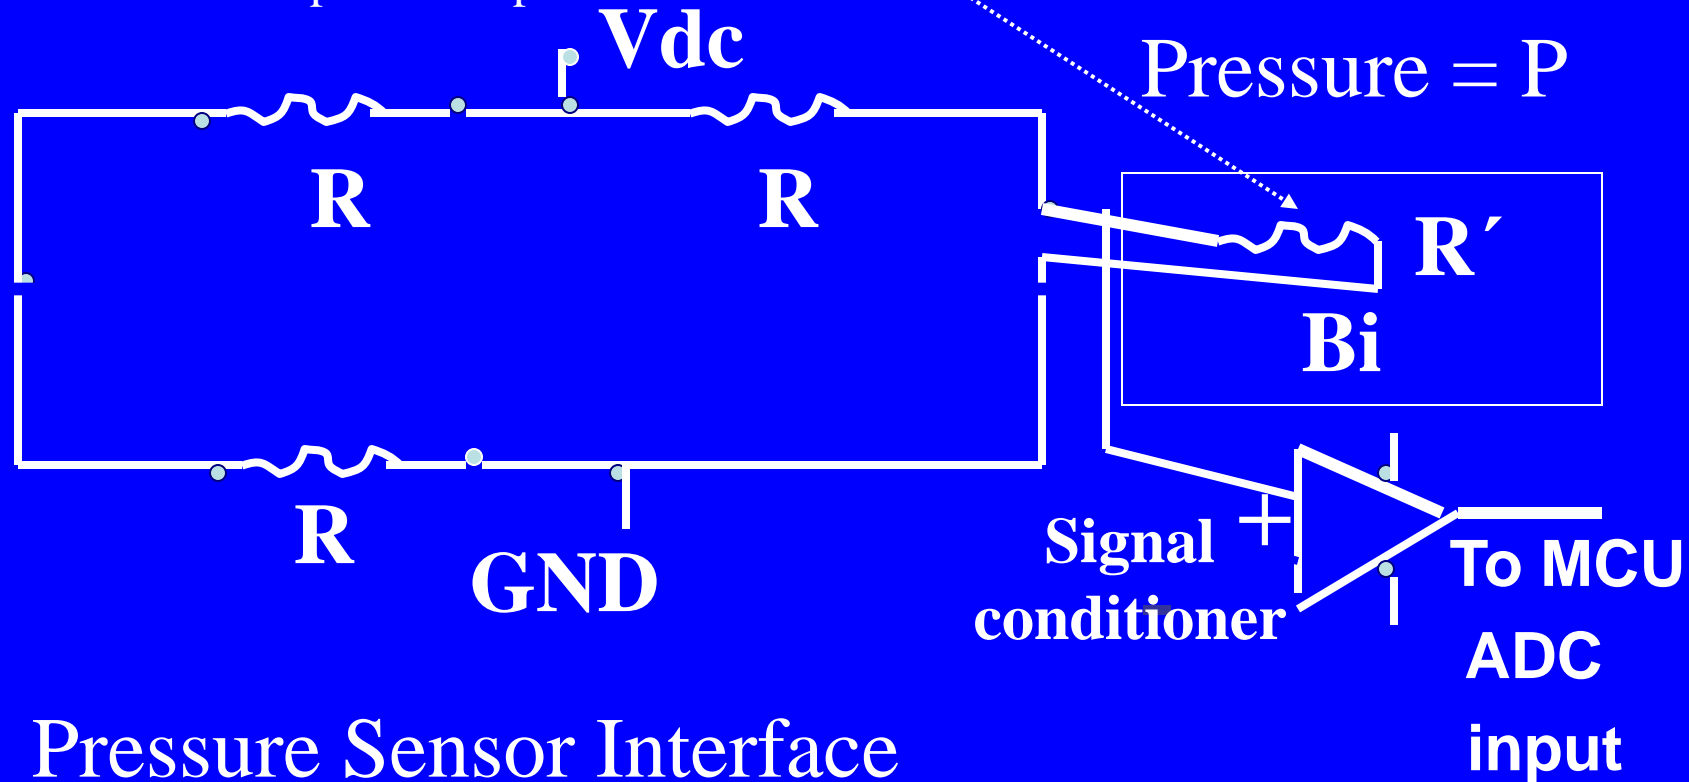 Vdc
Pressure = P
R
R
R´
Bi
R
GND
Signal
conditioner
+
To MCU
ADC
input
Pressure Sensor Interface